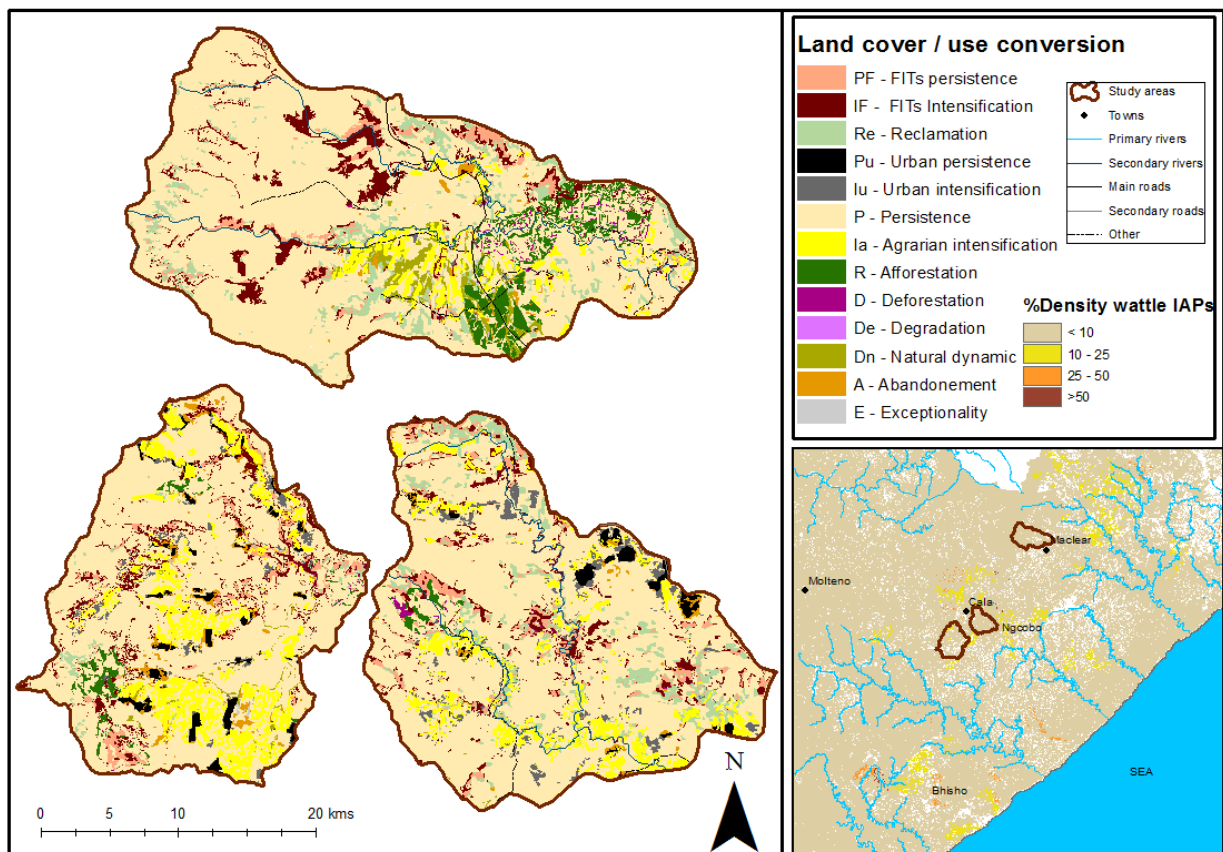 Land cover / use conversion
PF - FITs persistence
IF - FITs Intensification
Re - Reclamation
Pu - Urban persistence
Iu - Urban intensification
P - Persistence
Ia - Agrarian intensification
R - Afforestation
D - Deforestation
De - Degradation
Dn - Natural dynamic
A - Abandonement
E - Exceptionality
Study areas
Towns
Primary rivers
Secondary rivers
Main roads
Secondary roads
Other
%Density wattle IAPs
< 10
10 - 25
25 - 50
>50
N
0 5 10 20 kms
Maclear
Molteno
Cala
Ngcobo
SEA
Bhisho